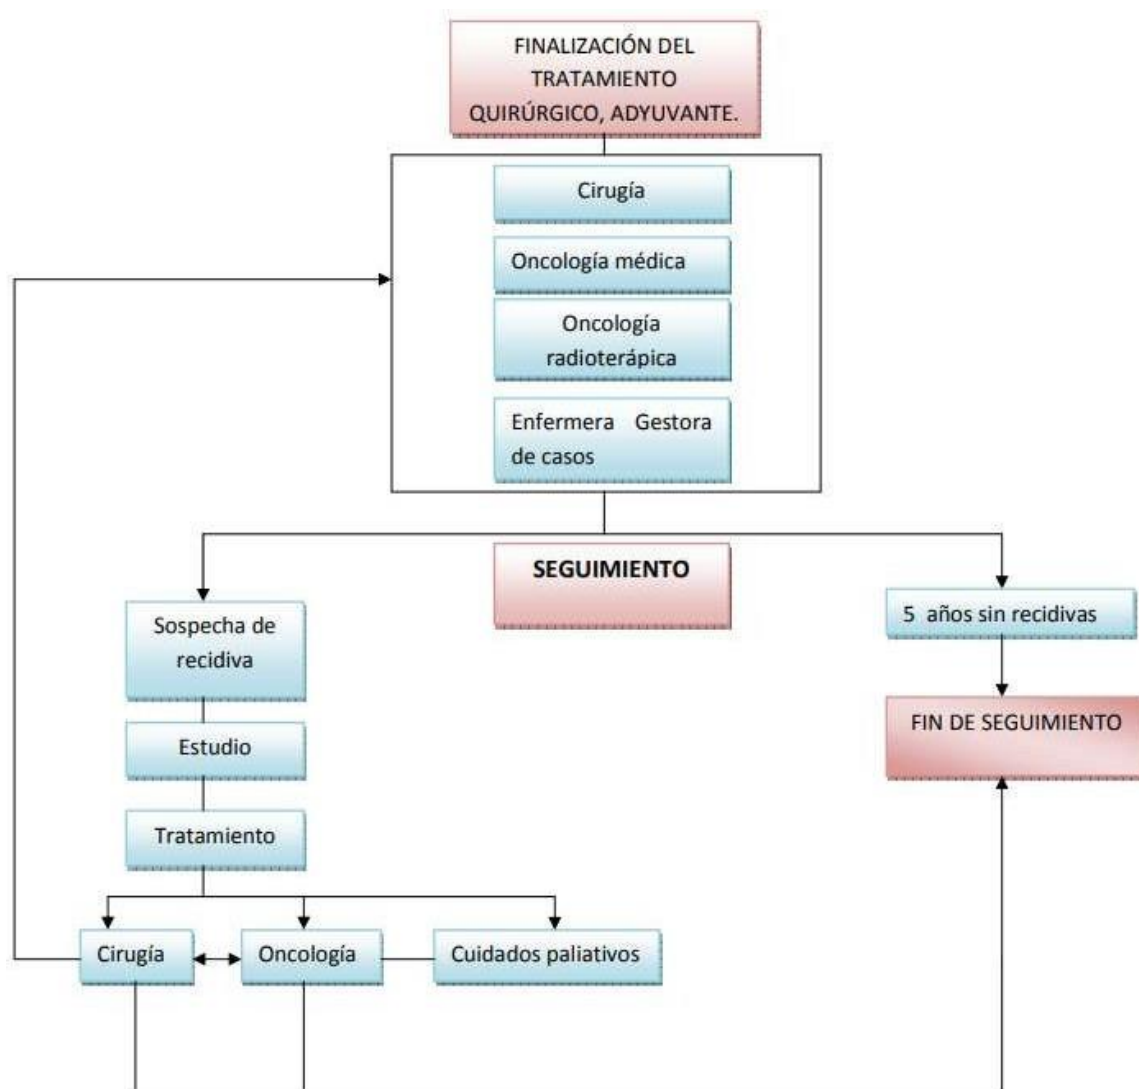 FINALIZACIÓN DEL
TRATAMIENTO
QUIRÚRGICO, ADYUVANTE.
Cirugía
Oncología médica
Oncología
radioterápica
Enfermera Gestora
de casos
SEGUIMIENTO
Sospecha de
recidiva
5 años sin recidivas
FIN DE SEGUIMIENTO
Estudio
Tratamiento
Cirugía
Oncología
Cuidados paliativos